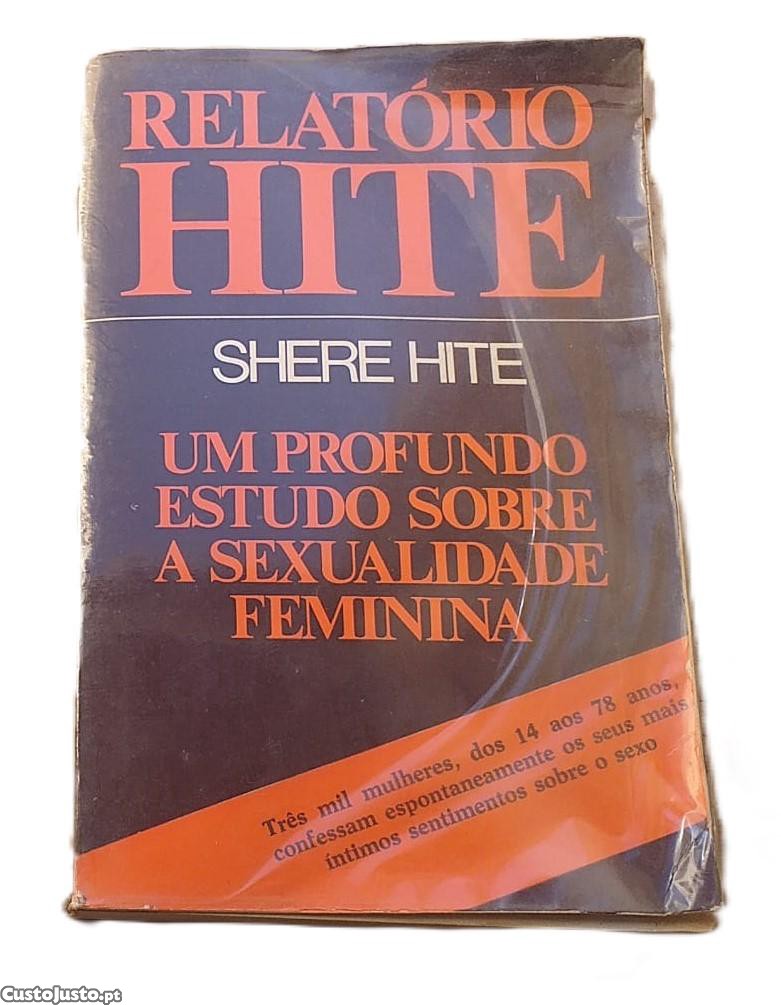 RELATÓRIO
HITE
SHERE HITE
UM PROFUNDO
ESTUDO SOBRE
A SEXUALIDADE
FEMININA
Três mil mulheres, dos 14 aos 78 anos,
confessam espontaneamente os seus mais
íntimos sentimentos sobre o sexo
CustoJusto.pt